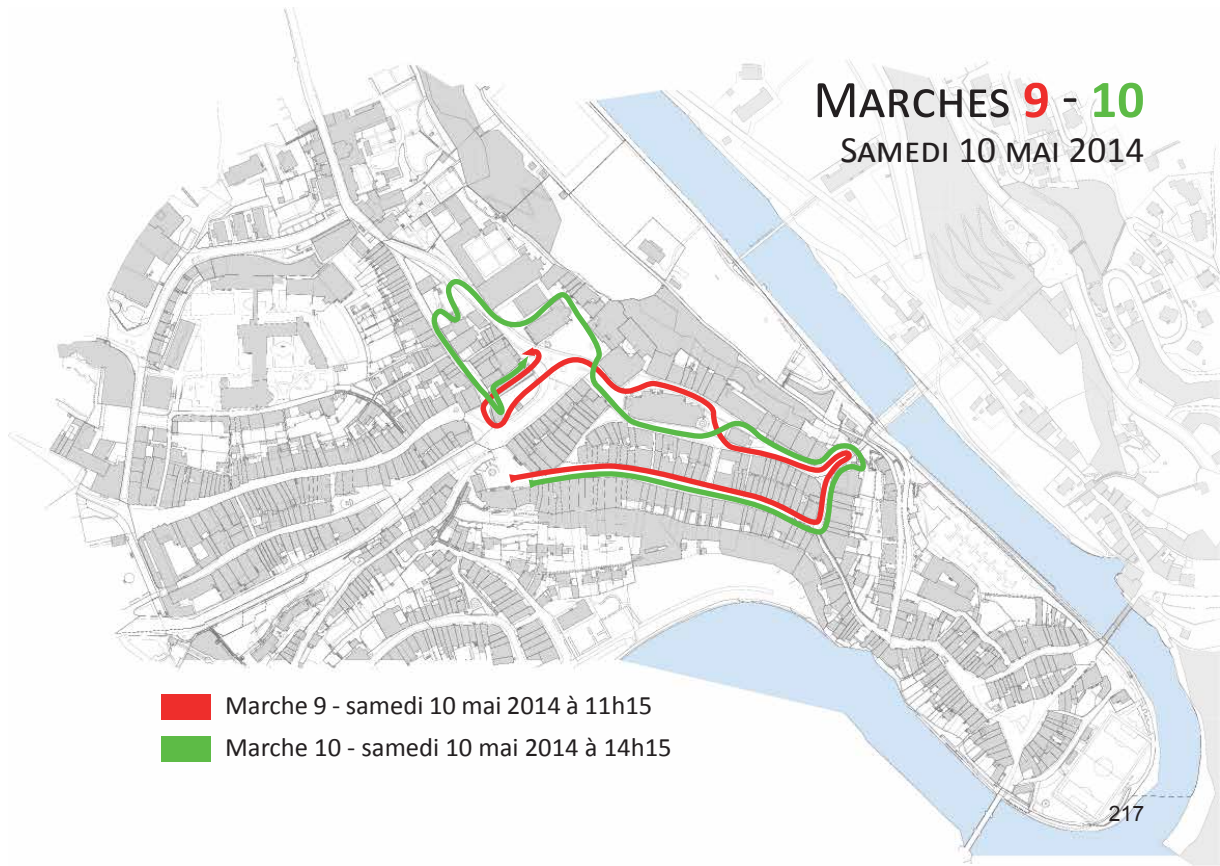 MARCHES 9 - 10
SAMEDI 10 MAI 2014
Marche 9 - samedi 10 mai 2014 à 11h15
Marche 10 - samedi 10 mai 2014 à 14h15
217